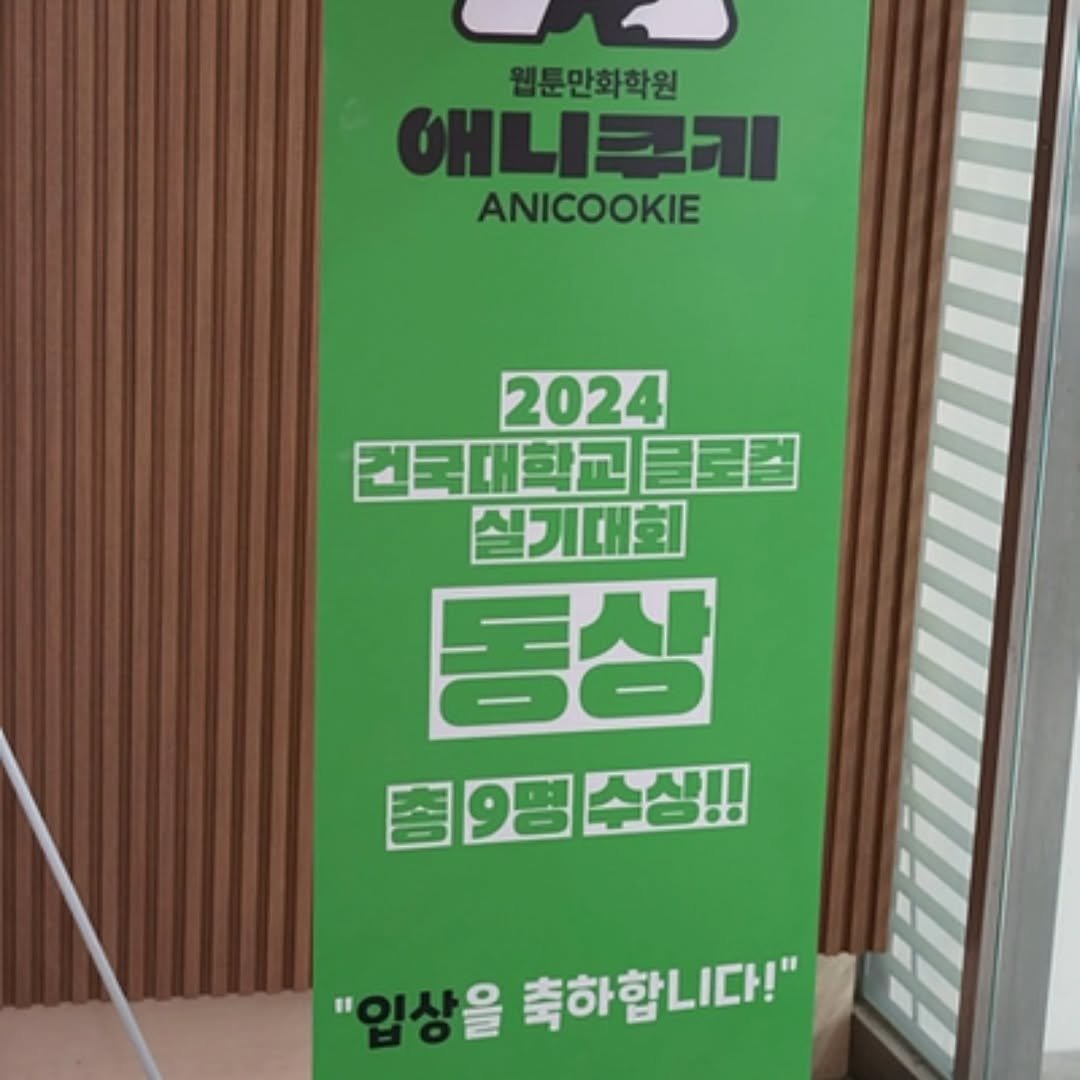 웹툰만화학원
애니쿠키
ANICOOKIE
2024
건국대학교 글로컬
실기대회
동상
총 9명 수상!!
"입상을 축하합니다!"